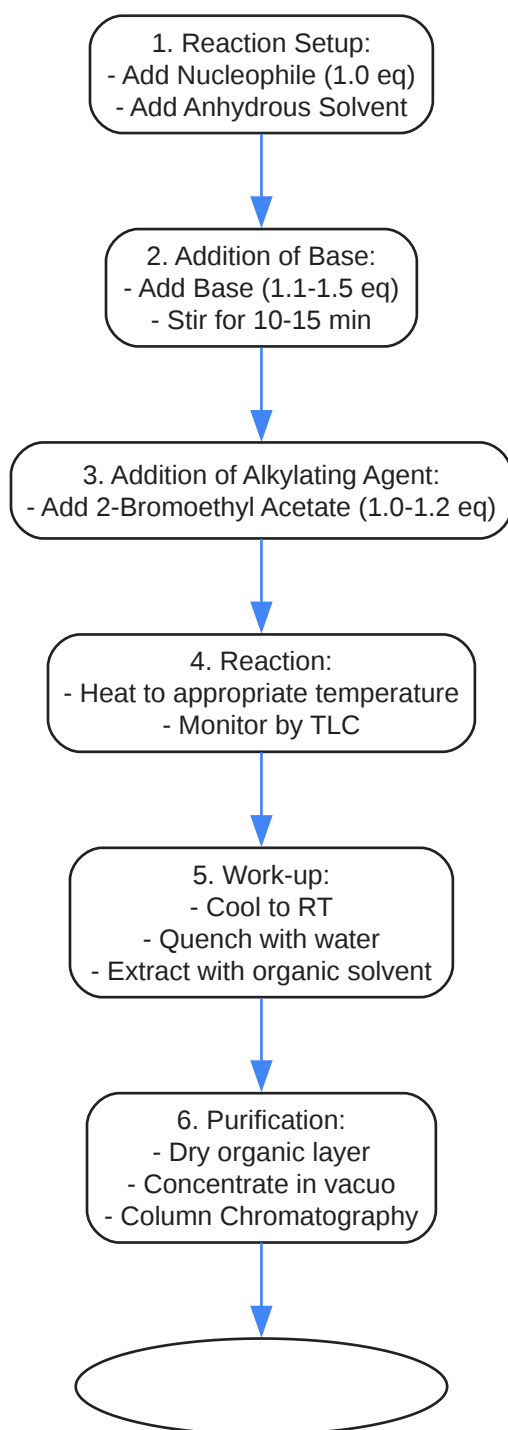 1. Reaction Setup:
- Add Nucleophile (1.0 eq)
- Add Anhydrous Solvent
2. Addition of Base:
- Add Base (1.1-1.5 eq)
- Stir for 10-15 min
3. Addition of Alkylating Agent:
- Add 2-Bromoethyl Acetate (1.0-1.2 eq)
4. Reaction:
- Heat to appropriate temperature
- Monitor by TLC
5. Work-up:
- Cool to RT
- Quench with water
- Extract with organic solvent
6. Purification:
- Dry organic layer
- Concentrate in vacuo
- Column Chromatography